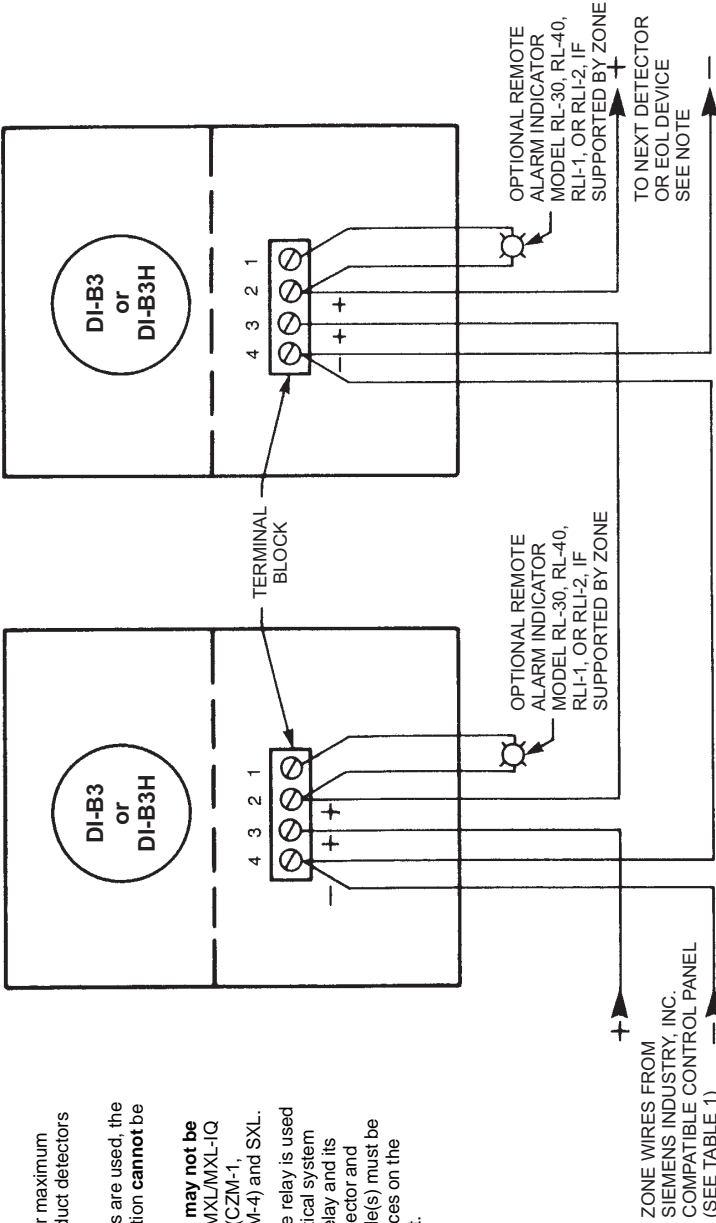 r maximum
duct detectors
s are used, the
tion cannot be
may not be
MXL/MXL-IQ
(CZM-1,
M-4) and SXL.
e relay is used
tical system
elay and its
ector and
le(s) must be
ces on the
t.
DI-B3
or
DI-B3H
4 3 2 1
− + +
OPTIONAL REMOTE
ALARM INDICATOR
MODEL RL-30, RL-40,
RLI-1, OR RLI-2, IF
SUPPORTED BY ZONE
TERMINAL
BLOCK
DI-B3
or
DI-B3H
4 3 2 1
− + +
OPTIONAL REMOTE
ALARM INDICATOR
MODEL RL-30, RL-40,
RLI-1, OR RLI-2, IF
SUPPORTED BY ZONE
+
TO NEXT DETECTOR
OR EOL DEVICE
SEE NOTE
−
+
ZONE WIRES FROM
SIEMENS INDUSTRY, INC.
COMPATIBLE CONTROL PANEL
(SEE TABLE 1)
−